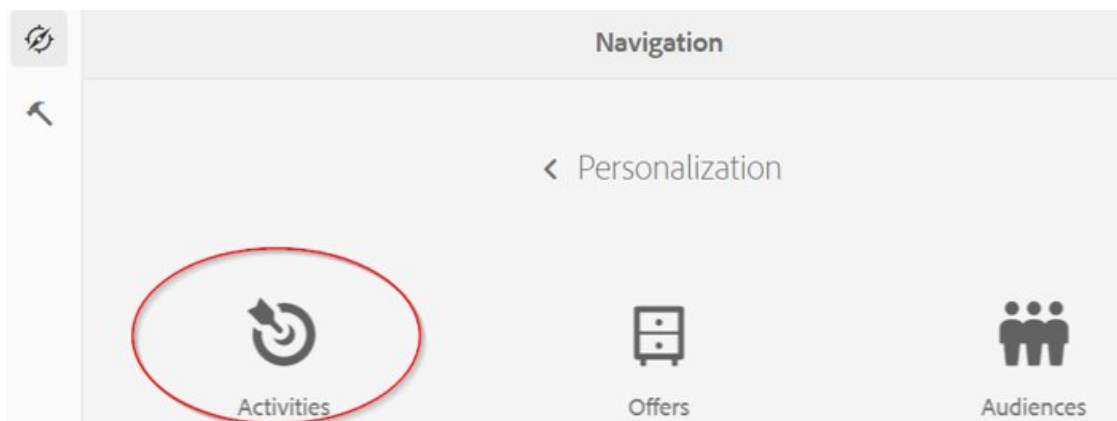 Navigation
Personalization
Activities
Offers
Audiences